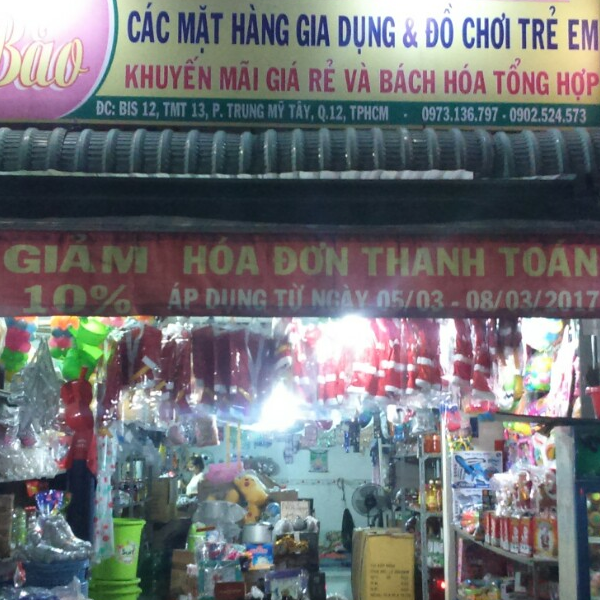 Bảo
CÁC MẶT HÀNG GIA DỤNG & ĐỒ CHƠI TRẺ EM
KHUYẾN MÃI GIÁ RẺ VÀ BÁCH HÓA TỔNG HỢP
ĐC: BIS 12, TMT 13, P. TRUNG MỸ TÂY, Q.12, TPHCM • 0973.136.797 - 0902.524.573
GIẢM 10% HÓA ĐƠN THANH TOÁN
ÁP DỤNG TỪ NGÀY 05/03 - 08/03/2017